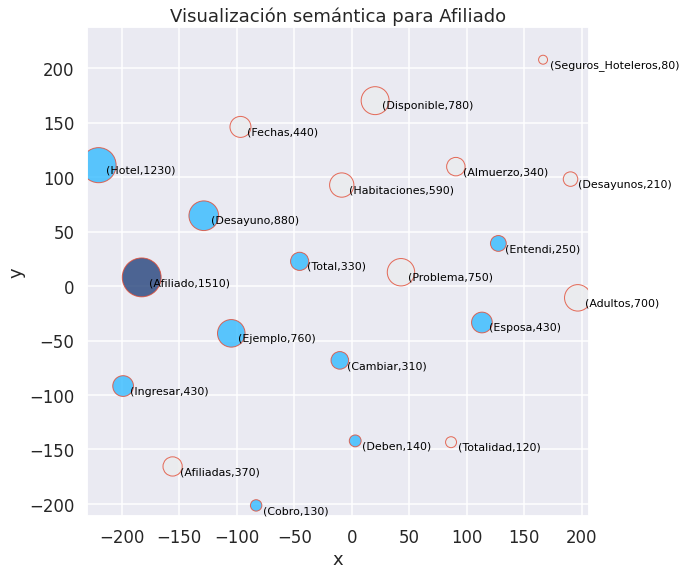 Visualización semántica para Afiliado
y
200
150
100
50
0
−50
−100
−150
−200
(Seguros_Hoteleros,80)
(Disponible,780)
(Fechas,440)
(Hotel,1230)
(Almuerzo,340)
(Desayunos,210)
(Habitaciones,590)
(Desayuno,880)
(Entendi,250)
(Total,330)
(Problema,750)
(Afiliado,1510)
(Adultos,700)
(Esposa,430)
(Ejemplo,760)
(Cambiar,310)
(Ingresar,430)
(Deben,140)
(Totalidad,120)
(Afiliadas,370)
(Cobro,130)
−200 −150 −100 −50 0 50 100 150 200
x